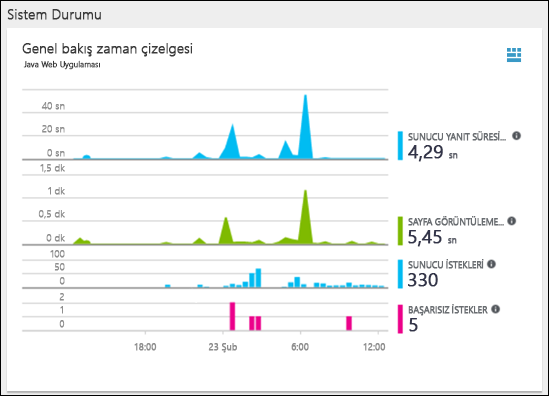 Sistem Durumu
Genel bakış zaman çizelgesi
Java Web Uygulaması
40 sn
20 sn
0 sn
SUNUCU YANIT SÜRESİ...
4,29 sn
1,5 dk
1 dk
0,5 dk
0 dk
SAYFA GÖRÜNTÜLEME...
5,45 sn
100
50
0
SUNUCU İSTEKLERİ
330
2
1
0
BAŞARISIZ İSTEKLER
5
18:00 23 Şub 6:00 12:00